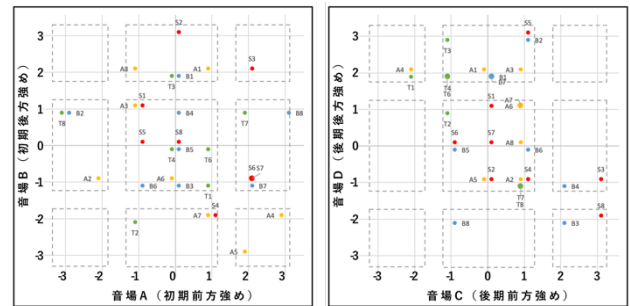 S2
3
A8
A1
S3
2
T3
B1
A3
S1
1
T8
B2
B4
T7
B8
S5
S8
0
T4
B5
T6
A2
A6
S6
S7
-1
B6
B3
T1
B7
T2
A7
S4
A4
-2
A5
-3
-3
-2
-1
0
1
2
3
音場A（初期前方強め）
音場B（初期後方強め）
S5
3
T3
B2
A4
A1
A3
2
T1
T4
T6
B1
B7
S1
A7
A6
1
T2
S6
S7
A8
0
B5
B6
S2
S4
S3
A5
A2
-1
B4
T7
T8
S8
-2
B8
B3
-3
-3
-2
-1
0
1
2
3
音場C（後期前方強め）
音場D（後期後方強め）